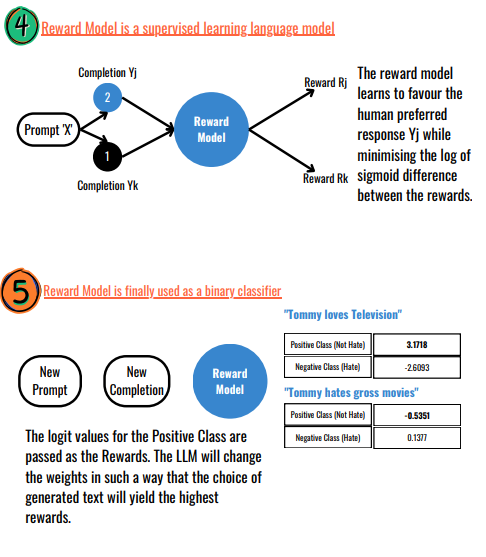 4
Reward Model is a supervised learning language model
Completion Yj
2
Prompt 'X'
1
Completion Yk
Reward
Model
Reward Rj
Reward Rk
The reward model
learns to favour the
human preferred
response Yj while
minimising the log of
sigmoid difference
between the rewards.
5
Reward Model is finally used as a binary classifier
New
Prompt
New
Completion
Reward
Model
"Tommy loves Television"
Positive Class (Not Hate) 3.1718
Negative Class (Hate) -2.6093
"Tommy hates gross movies"
Positive Class (Not Hate) -0.5351
Negative Class (Hate) 0.1377
The logit values for the Positive Class are
passed as the Rewards. The LLM will change
the weights in such a way that the choice of
generated text will yield the highest
rewards.